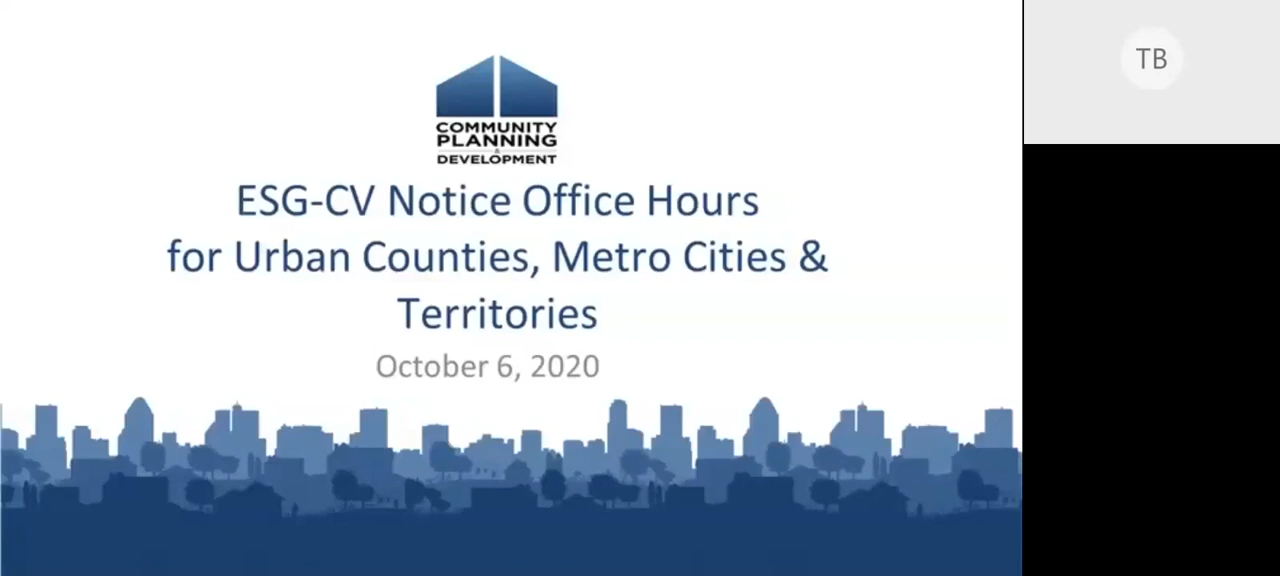 COMMUNITY
PLANNING
&
DEVELOPMENT
ESG-CV Notice Office Hours
for Urban Counties, Metro Cities &
Territories
October 6, 2020
TB